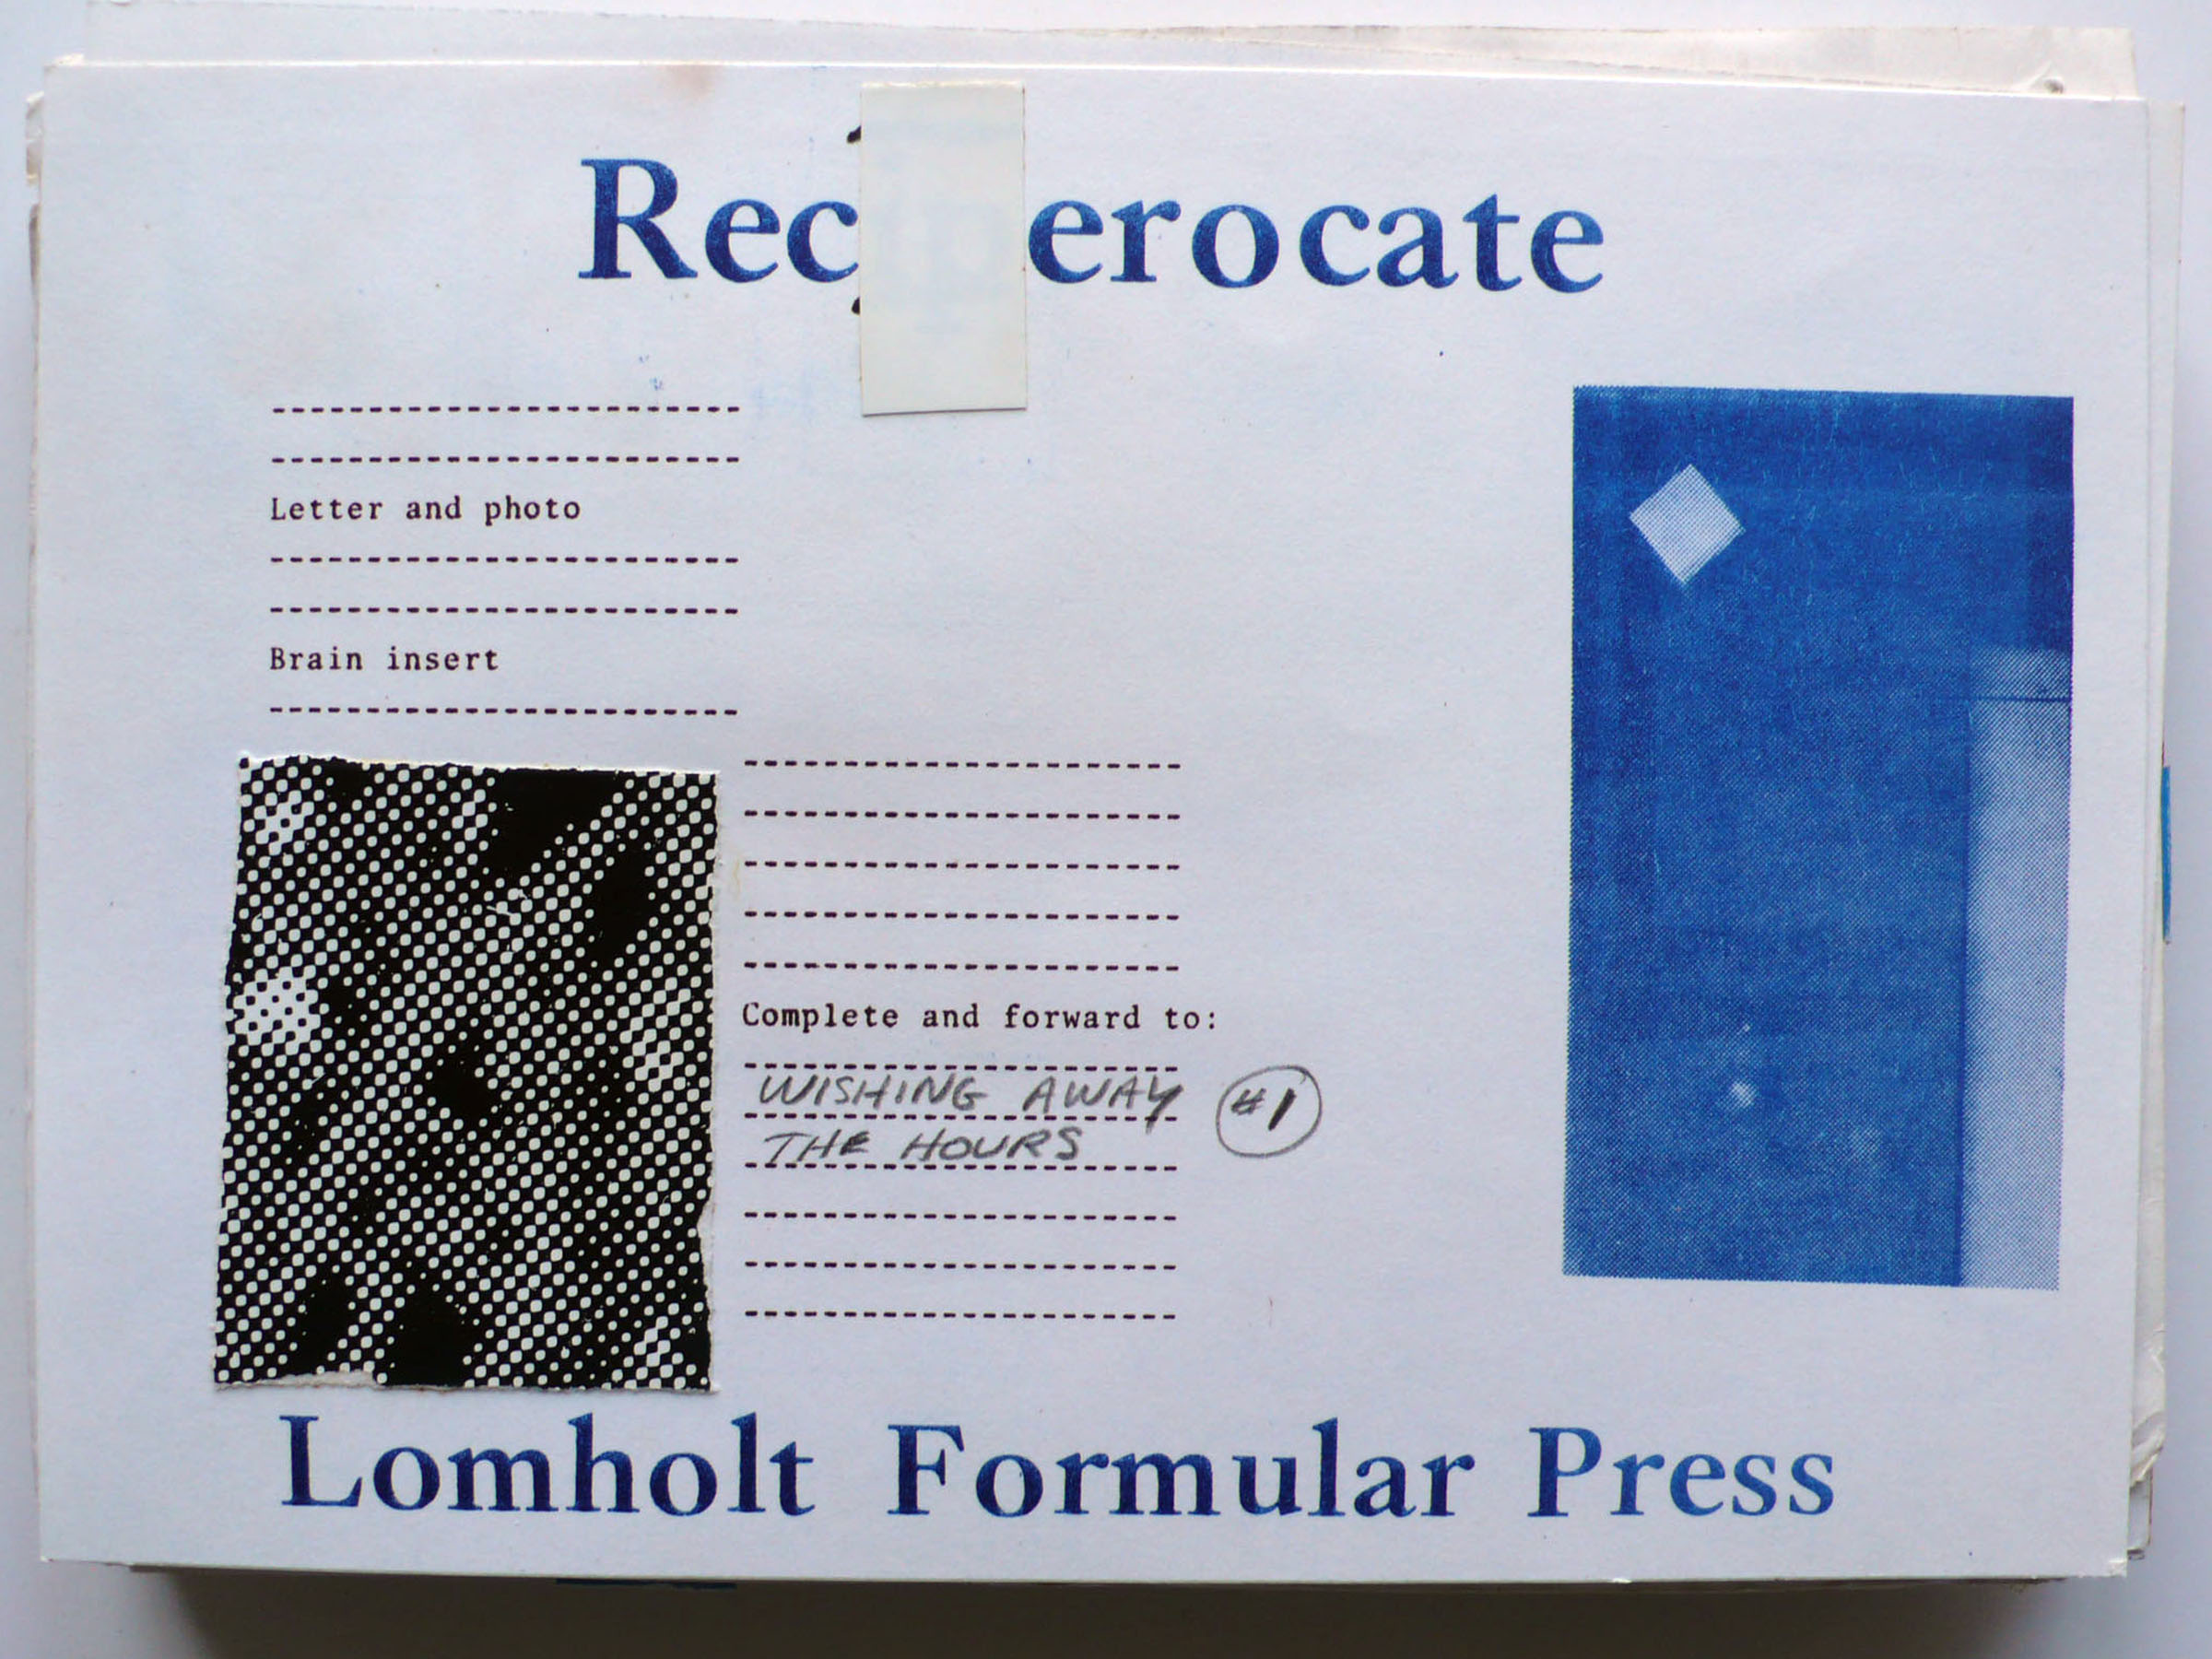 Rec erocate
Letter and photo
Brain insert
Complete and forward to:
WISHING AWAY #1
THE HOURS
Lomholt Formular Press